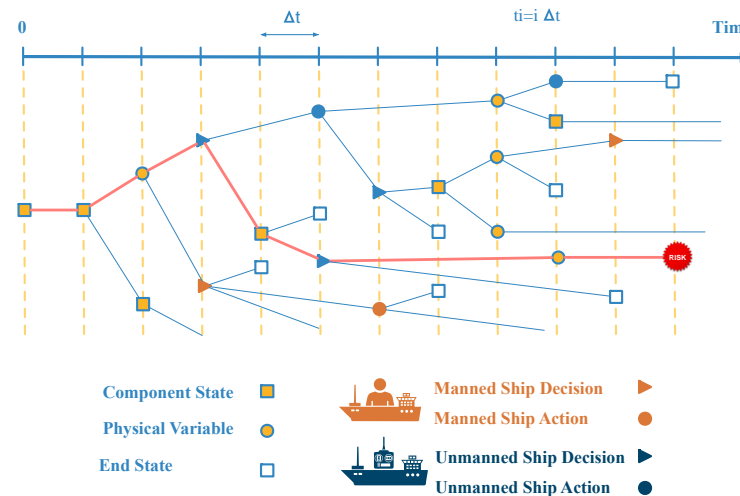 Δt
ti=i Δt
0
Tim
RISK
Component State
Physical Variable
End State
Manned Ship Decision
Manned Ship Action
Unmanned Ship Decision
Unmanned Ship Action